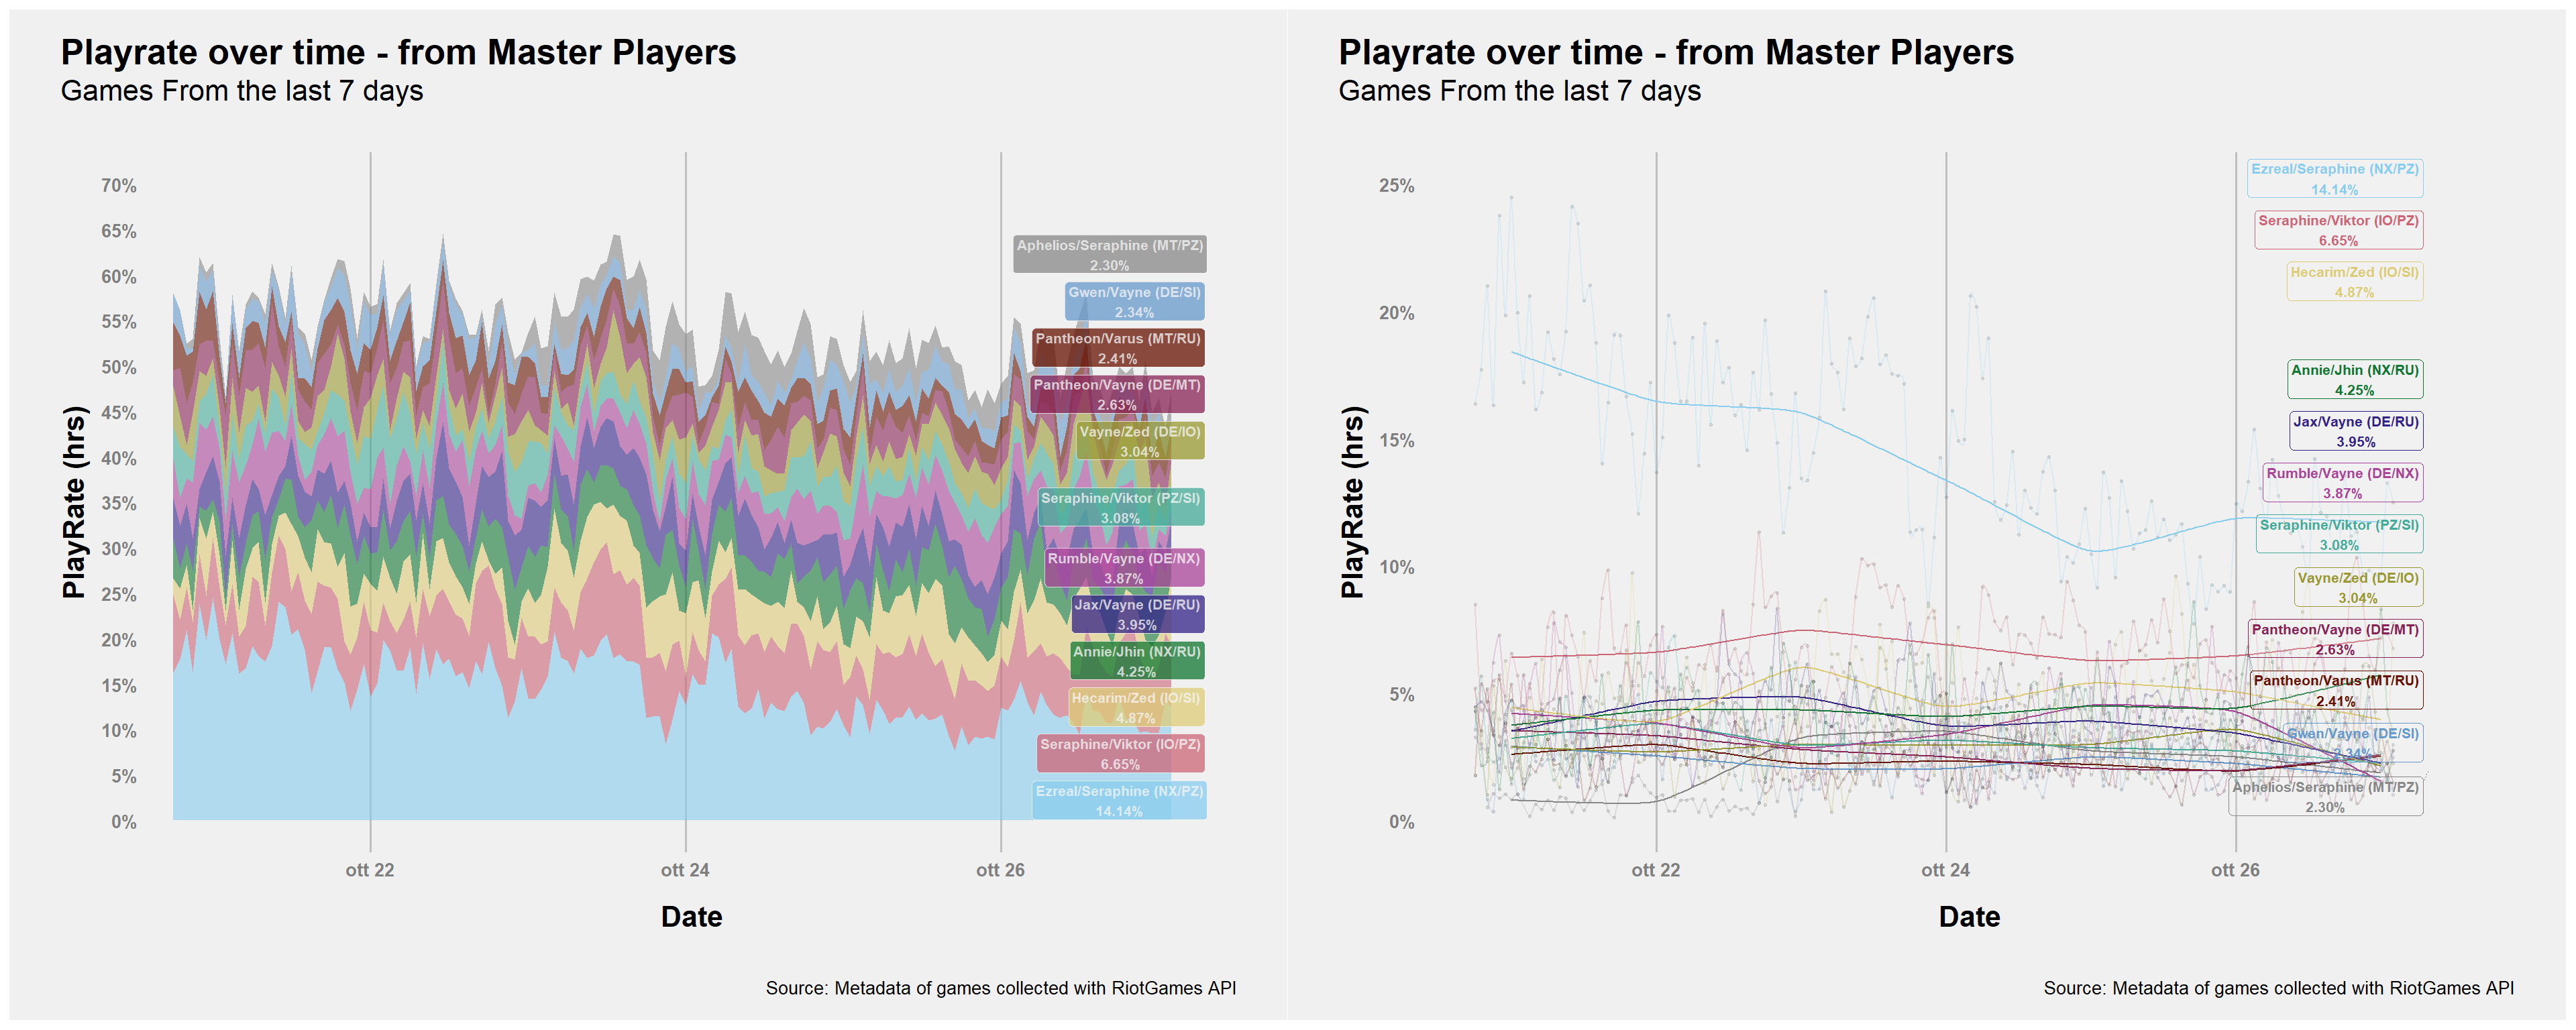 Playrate over time - from Master Players
Games From the last 7 days
PlayRate (hrs)
70%
65%
60%
55%
50%
45%
40%
35%
30%
25%
20%
15%
10%
5%
0%
Aphelios/Seraphine (MT/PZ)
2.30%
Gwen/Vayne (DE/SI)
2.34%
Pantheon/Varus (MT/RU)
2.41%
Pantheon/Vayne (DE/MT)
2.63%
Vayne/Zed (DE/IO)
3.04%
Seraphine/Viktor (PZ/SI)
3.08%
Rumble/Vayne (DE/NX)
3.87%
Jax/Vayne (DE/RU)
3.95%
Annie/Jhin (NX/RU)
4.25%
Hecarim/Zed (IO/SI)
4.87%
Seraphine/Viktor (IO/PZ)
6.65%
Ezreal/Seraphine (NX/PZ)
14.14%
ott 22
ott 24
ott 26
Date
Source: Metadata of games collected with RiotGames API
Playrate over time - from Master Players
Games From the last 7 days
PlayRate (hrs)
25%
20%
15%
10%
5%
0%
Ezreal/Seraphine (NX/PZ)
14.14%
Seraphine/Viktor (IO/PZ)
6.65%
Hecarim/Zed (IO/SI)
4.87%
Annie/Jhin (NX/RU)
4.25%
Jax/Vayne (DE/RU)
3.95%
Rumble/Vayne (DE/NX)
3.87%
Seraphine/Viktor (PZ/SI)
3.08%
Vayne/Zed (DE/IO)
3.04%
Pantheon/Vayne (DE/MT)
2.63%
Pantheon/Varus (MT/RU)
2.41%
Gwen/Vayne (DE/SI)
2.34%
Aphelios/Seraphine (MT/PZ)
2.30%
ott 22
ott 24
ott 26
Date
Source: Metadata of games collected with RiotGames API